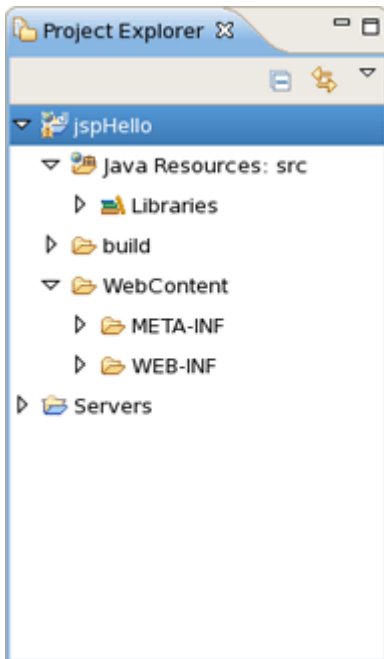 Project Explorer
jspHello
Java Resources: src
Libraries
build
WebContent
META-INF
WEB-INF
Servers